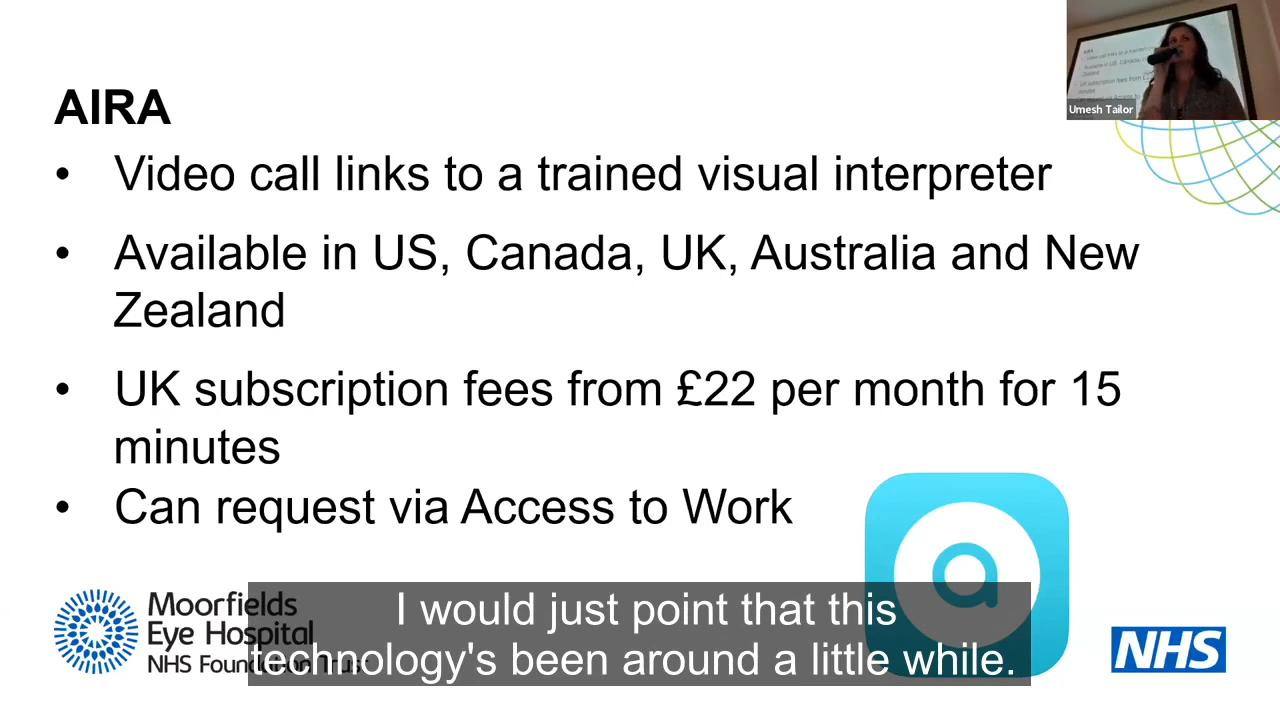 AIRA
• Video call links to a trained visual interpreter
• Available in US, Canada, UK, Australia and New
Zealand
• UK subscription fees from £22 per month for 15
minutes
• Can request via Access to Work
Umesh Tailor
Moorfields
Eye Hospital
NHS Foundation Trust
I would just point that this
technology's been around a little while.
a
NHS